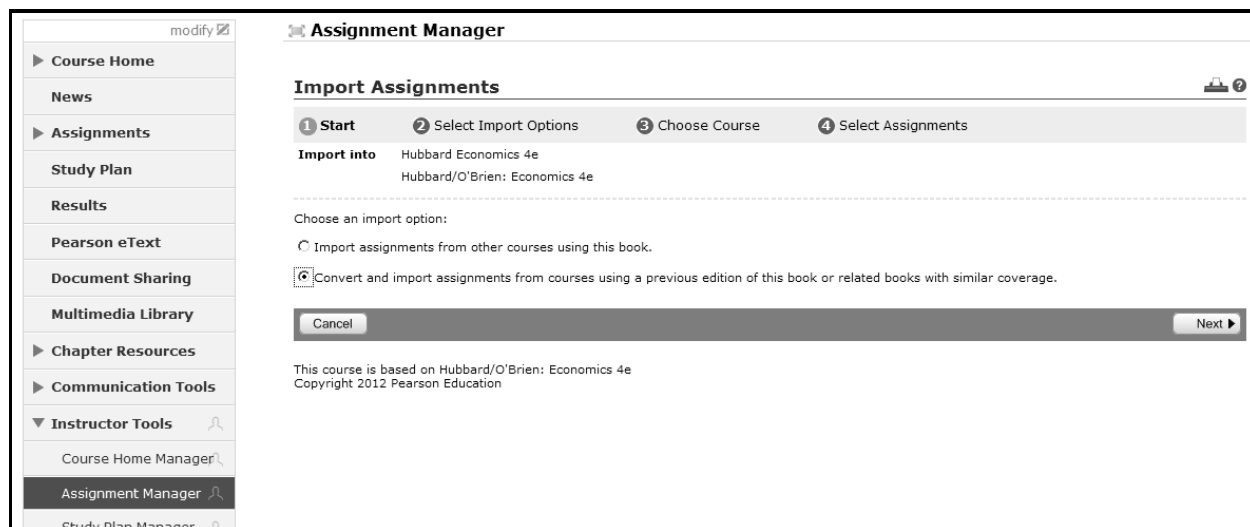 modify
Course Home
News
Assignments
Study Plan
Results
Pearson eText
Document Sharing
Multimedia Library
Chapter Resources
Communication Tools
Instructor Tools
Course Home Manager
Assignment Manager
Study Plan Manager
Assignment Manager
Import Assignments
?
1 Start 2 Select Import Options 3 Choose Course 4 Select Assignments
Import into Hubbard Economics 4e
Hubbard/O'Brien: Economics 4e
Choose an import option:
Import assignments from other courses using this book.
Convert and import assignments from courses using a previous edition of this book or related books with similar coverage.
Cancel Next
This course is based on Hubbard/O'Brien: Economics 4e
Copyright 2012 Pearson Education